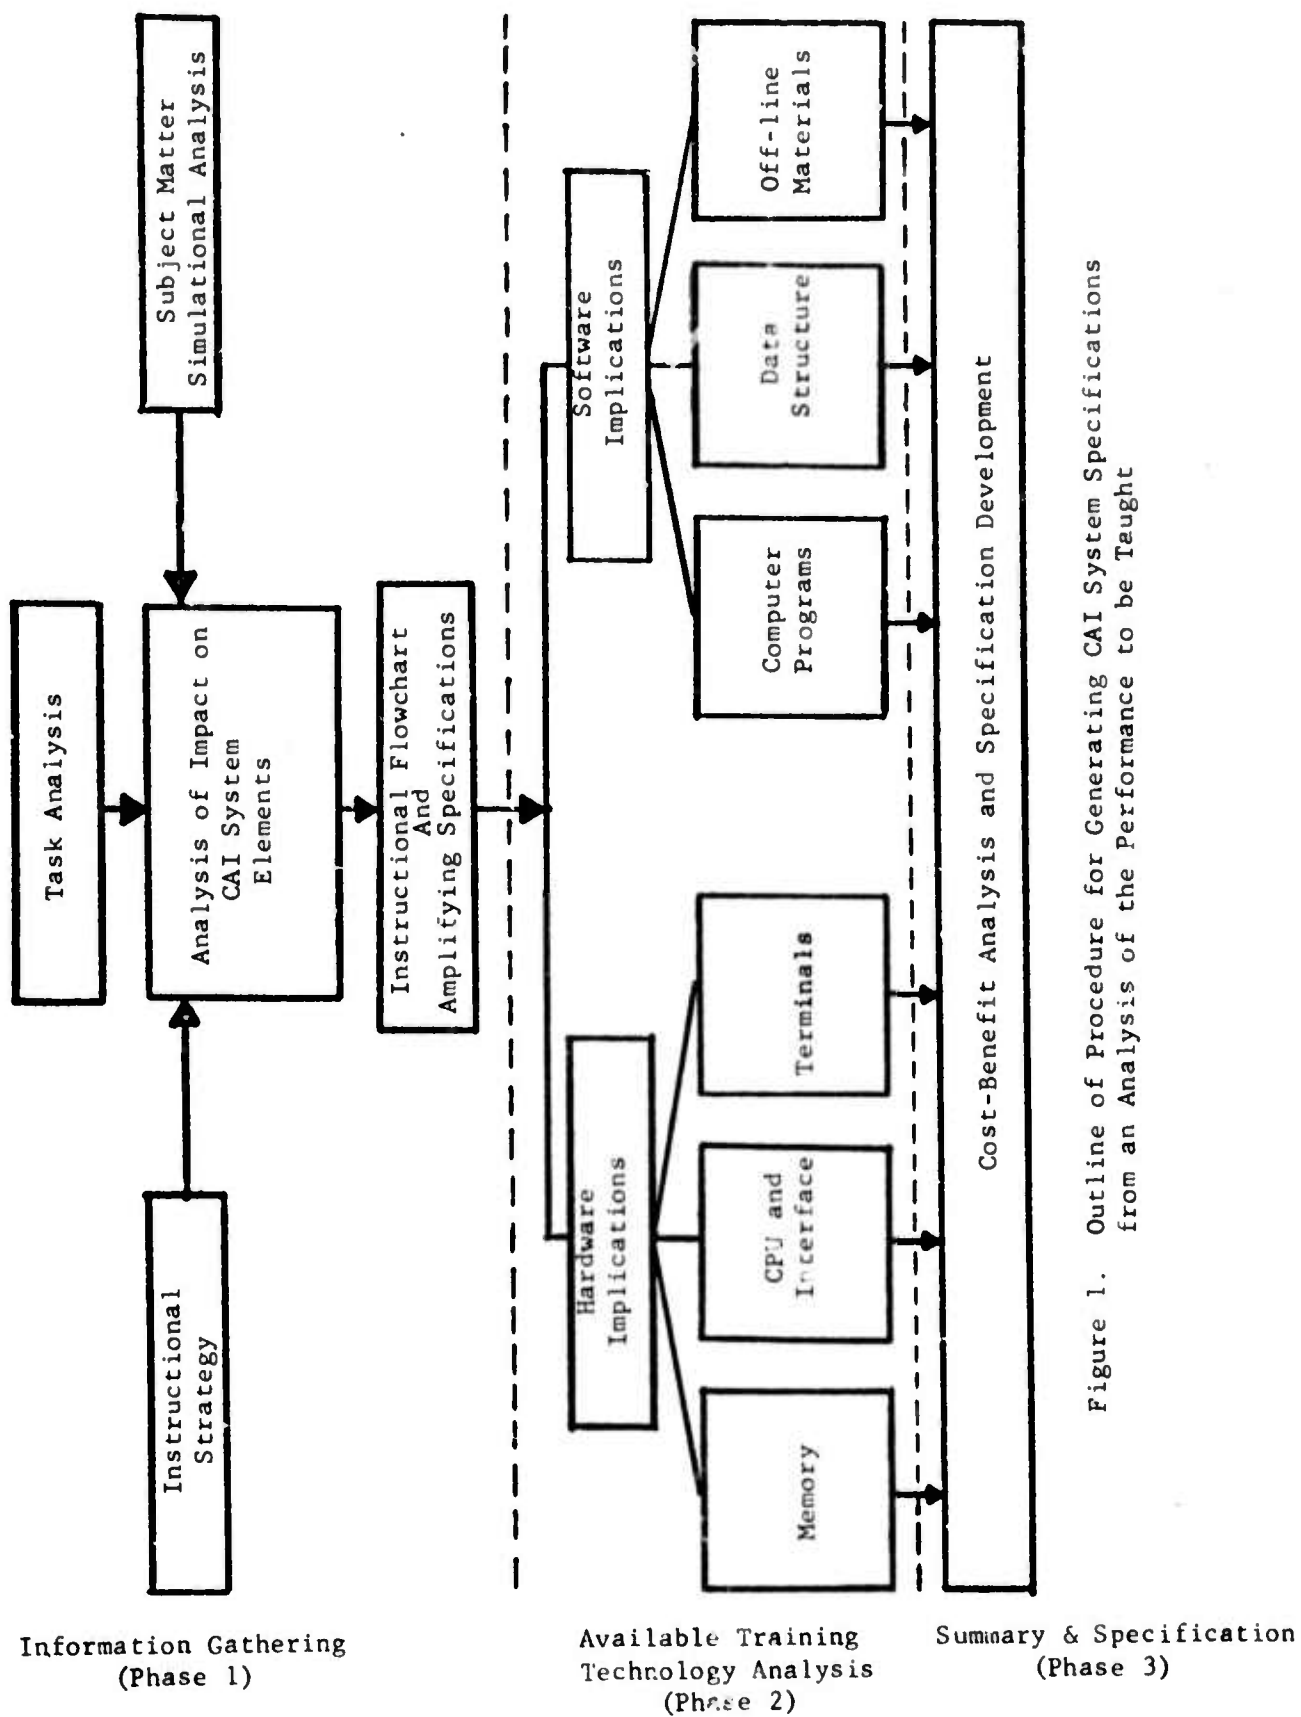 Task Analysis
Instructional
Strategy
Analysis of Impact on
CAI System
Elements
Subject Matter
Simulational Analysis
Instructional Flowchart
And
Amplifying Specifications
Hardware
Implications
Software
Implications
Memory
CPU and
Interface
Terminals
Computer
Programs
Data
Structure
Off-line
Materials
Cost-Benefit Analysis and Specification Development
Figure 1. Outline of Procedure for Generating CAI System Specifications
from an Analysis of the Performance to be Taught
Information Gathering
(Phase 1)
Available Training
Technology Analysis
(Phase 2)
Summary & Specification
(Phase 3)